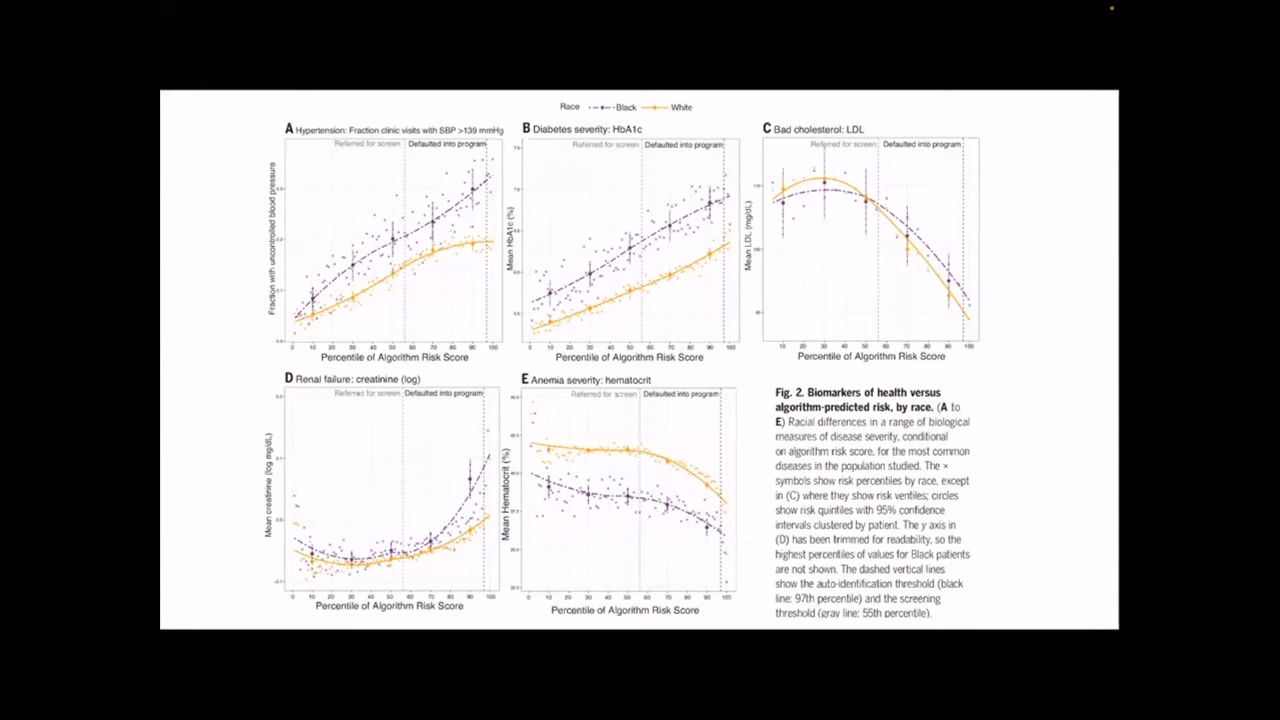 Race Black White
A Hypertension: Fraction clinic visits with SBP >139 mmHg
Referred for screen Defaulted into program
Fraction with uncontrolled blood pressure
0 10 20 30 40 50 60 70 80 90 100
Percentile of Algorithm Risk Score
B Diabetes severity: HbA1c
Referred for screen Defaulted into program
Mean HbA1c (%)
0 10 20 30 40 50 60 70 80 90 100
Percentile of Algorithm Risk Score
C Bad cholesterol: LDL
Referred for screen Defaulted into program
Mean LDL (mg/dL)
10 20 30 40 50 60 70 80 90 100
Percentile of Algorithm Risk Score
D Renal failure: creatinine (log)
Referred for screen Defaulted into program
Mean creatinine (log mg/dL)
0 10 20 30 40 50 60 70 80 90 100
Percentile of Algorithm Risk Score
E Anemia severity: hematocrit
Referred for screen Defaulted into program
Mean Hematocrit (%)
0 10 20 30 40 50 60 70 80 90 100
Percentile of Algorithm Risk Score
Fig. 2. Biomarkers of health versus
algorithm-predicted risk, by race. (A to
E) Racial differences in a range of biological
measures of disease severity, conditional
on algorithm risk score, for the most common
diseases in the population studied. The ×
symbols show risk percentiles by race, except
in (C) where they show risk ventiles; circles
show risk quintiles with 95% confidence
intervals clustered by patient. The y axis in
(D) has been trimmed for readability, so the
highest percentiles of values for Black patients
are not shown. The dashed vertical lines
show the auto-identification threshold (black
line: 97th percentile) and the screening
threshold (gray line: 55th percentile).